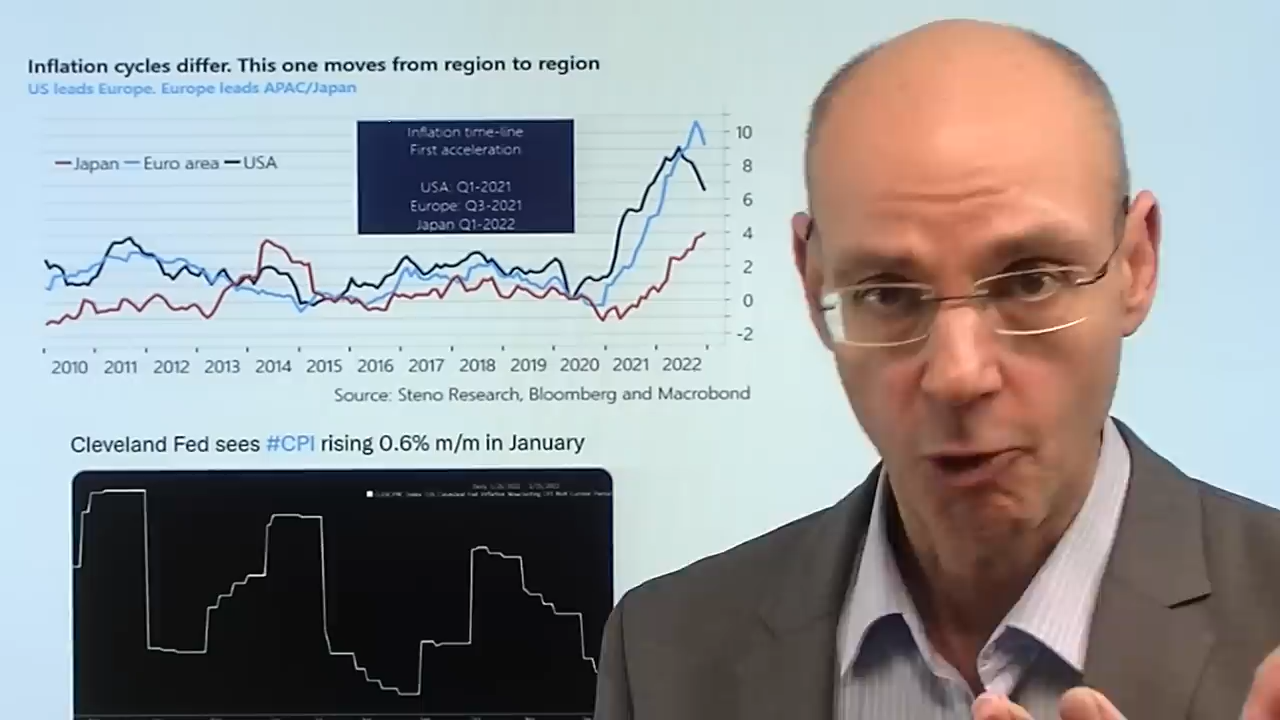 Inflation cycles differ. This one moves from region to region
US leads Europe. Europe leads APAC/Japan
Inflation time-line
First acceleration
USA: Q1-2021
Europe: Q3-2021
Japan Q1-2022
Japan Euro area USA
10
8
6
4
2
0
-2
2010 2011 2012 2013 2014 2015 2016 2017 2018 2019 2020 2021 2022
Source: Steno Research, Bloomberg and Macrobond
Cleveland Fed sees #CPI rising 0.6% m/m in January